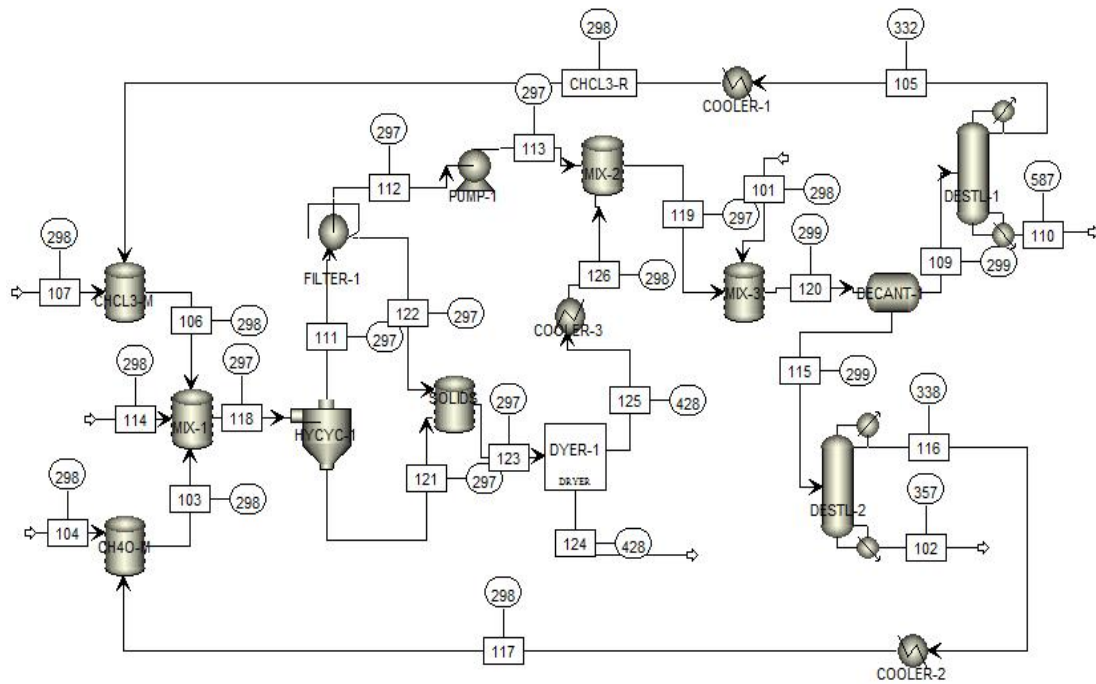 298
332
CHCL3-R
105
COOLER-1
297
297
113
112
PUMP-1
MIX-2
101
298
DESTL-1
587
110
119
297
299
109
299
298
107
CHCL3-M
FILTER-1
126
298
MIX-3
120
DECANT-
106
298
111
297
122
297
COOLER-3
115
299
298
297
114
MIX-1
118
HYCYC-1
SOLIDS
297
125
428
338
116
103
298
121
297
123
DYER-1
DRYER
DESTL-2
357
102
298
104
CH4O-M
124
428
298
117
COOLER-2